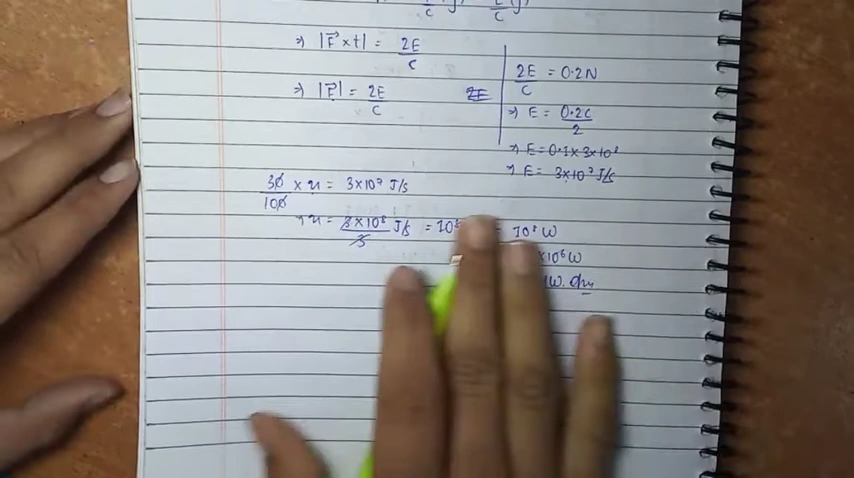 ⇒ |F⃗ × t| = 2E/c
⇒ |F⃗| = 2E/c
2E/c = 0.2N
⇒ E = 0.2c/2
⇒ E = 0.1 × 3 × 10⁸
⇒ E = 3 × 10⁷ J/s
30/100 × u = 3 × 10⁷ J/s
u = 3 × 10⁸/3 J/s = 10⁸ = 10⁸ W
× 10⁶ W
W.